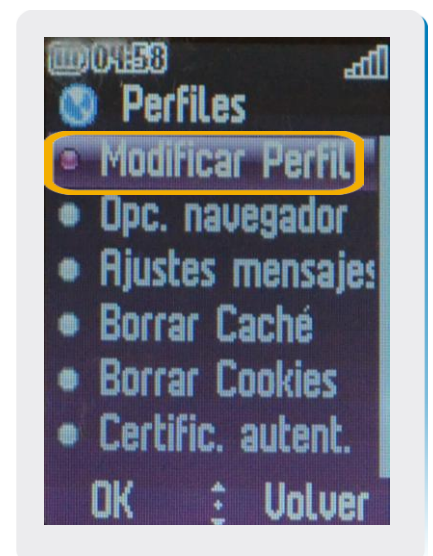 04:58
Perfiles
Modificar Perfil
Opc. navegador
Ajustes mensajes
Borrar Caché
Borrar Cookies
Certific. autent.
OK Volver